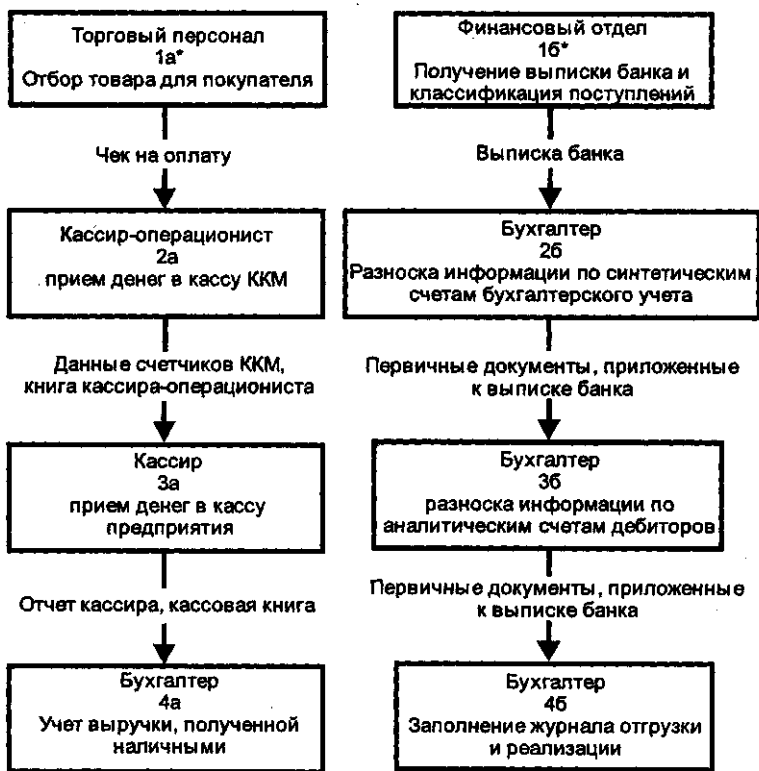 Торговый персонал
1а*
Отбор товара для покупателя
Чек на оплату
Кассир-операционист
2а
прием денег в кассу ККМ
Данные счетчиков ККМ,
книга кассира-операциониста
Кассир
3а
прием денег в кассу
предприятия
Отчет кассира, кассовая книга
Бухгалтер
4а
Учет выручки, полученной
наличными
Финансовый отдел
1б*
Получение выписки банка и
классификация поступлений
Выписка банка
Бухгалтер
2б
Разноска информации по синтетическим
счетам бухгалтерского учета
Первичные документы, приложенные
к выписке банка
Бухгалтер
3б
разноска информации по
аналитическим счетам дебиторов
Первичные документы, приложенные
к выписке банка
Бухгалтер
4б
Заполнение журнала отгрузки
и реализации